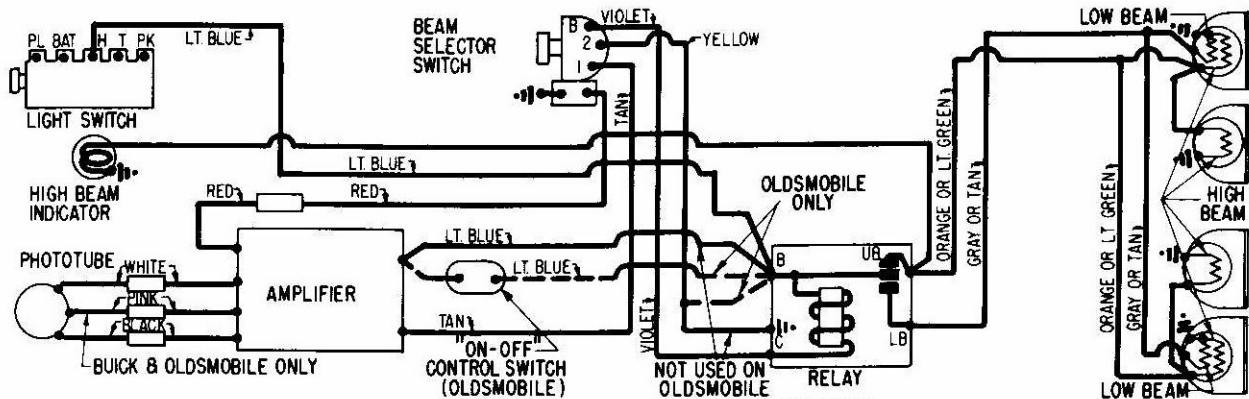 PL BAT H T PK
LIGHT SWITCH
LT. BLUE
HIGH BEAM
INDICATOR
BEAM
SELECTOR
SWITCH
B
2
1
VIOLET
YELLOW
TAN
TAN
LT. BLUE
RED
RED
PHOTOTUBE
WHITE
PINK
BLACK
BUICK & OLDSMOBILE ONLY
AMPLIFIER
LT. BLUE
LT. BLUE
TAN
"ON-OFF"
CONTROL SWITCH
(OLDSMOBILE)
OLDSMOBILE
ONLY
VIOLET
NOT USED ON
OLDSMOBILE
B
C
UB
LB
RELAY
ORANGE OR LT. GREEN
GRAY OR TAN
ORANGE OR LT GREEN
GRAY OR TAN
LOW BEAM
HIGH
BEAM
LOW BEAM